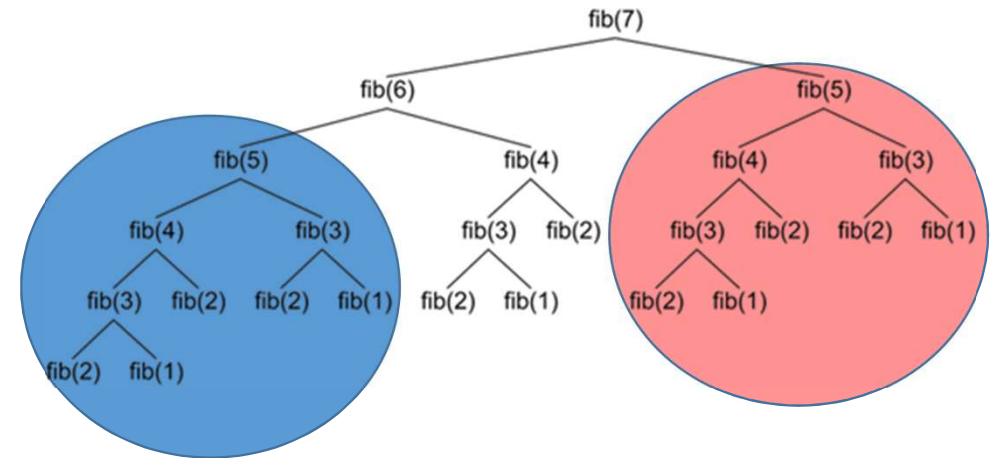 fib(7)
fib(6) fib(5)
fib(5) fib(4) fib(4) fib(3)
fib(4) fib(3) fib(3) fib(2) fib(3) fib(2) fib(2) fib(1)
fib(3) fib(2) fib(2) fib(1) fib(2) fib(1) fib(2) fib(1)
fib(2) fib(1)